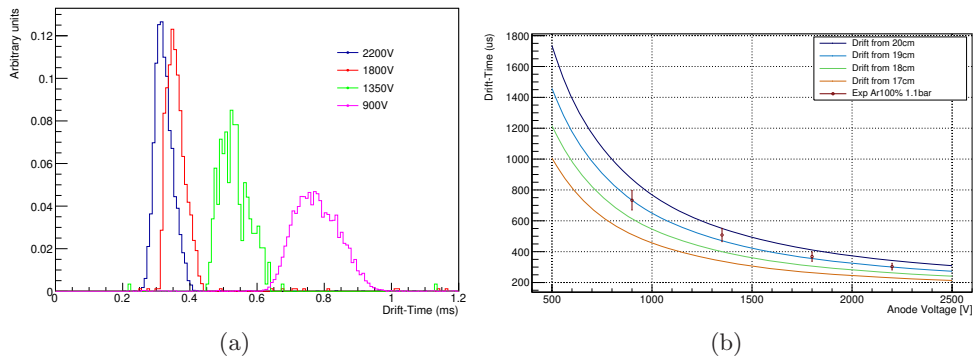 Arbitrary units
0.12
0.1
0.08
0.06
0.04
0.02
0
0
0.2
0.4
0.6
0.8
1
1.2
Drift-Time (ms)
2200V
1800V
1350V
900V
(a)
Drift-Time (us)
1800
1600
1400
1200
1000
800
600
400
200
500
1000
1500
2000
2500
Anode Voltage [V]
Drift from 20cm
Drift from 19cm
Drift from 18cm
Drift from 17cm
Exp Ar100% 1.1bar
(b)